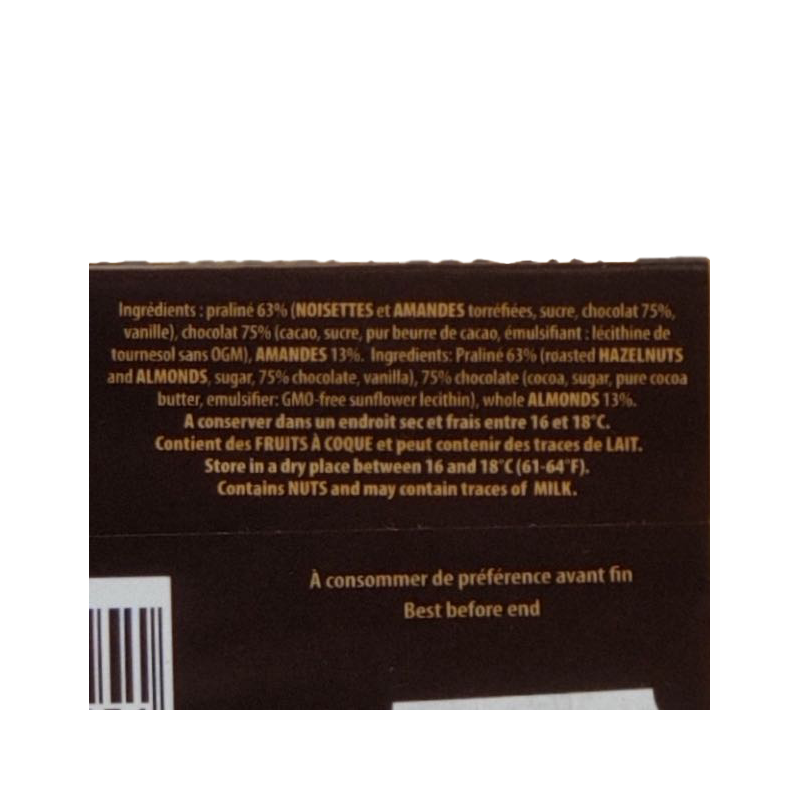 Ingrédients : praliné 63% (NOISETTES et AMANDES torréfiées, sucre, chocolat 75%,
vanille), chocolat 75% (cacao, sucre, pur beurre de cacao, émulsifiant : lécithine de
tournesol sans OGM), AMANDES 13%. Ingredients: Praliné 63% (roasted HAZELNUTS
and ALMONDS, sugar, 75% chocolate, vanilla), 75% chocolate (cocoa, sugar, pure cocoa
butter, emulsifier: GMO-free sunflower lecithin), whole ALMONDS 13%.
A conserver dans un endroit sec et frais entre 16 et 18°C.
Contient des FRUITS À COQUE et peut contenir des traces de LAIT.
Store in a dry place between 16 and 18°C (61-64°F).
Contains NUTS and may contain traces of MILK.
À consommer de préférence avant fin
Best before end